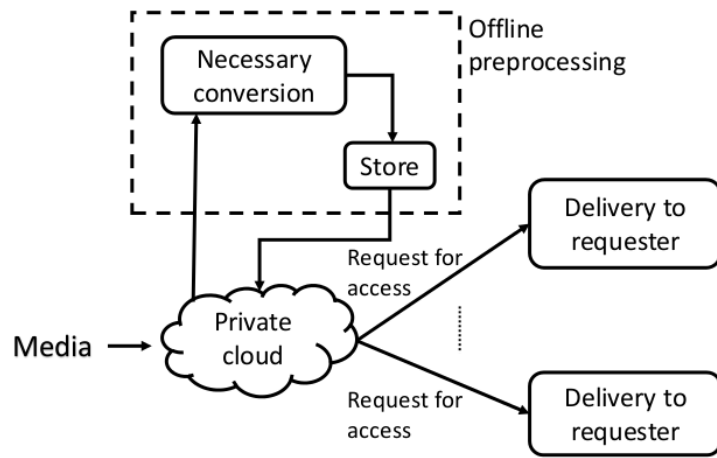 Offline
preprocessing
Necessary
conversion
Store
Delivery to
requester
Request for
access
Private
cloud
Media
Request for
access
Delivery to
requester